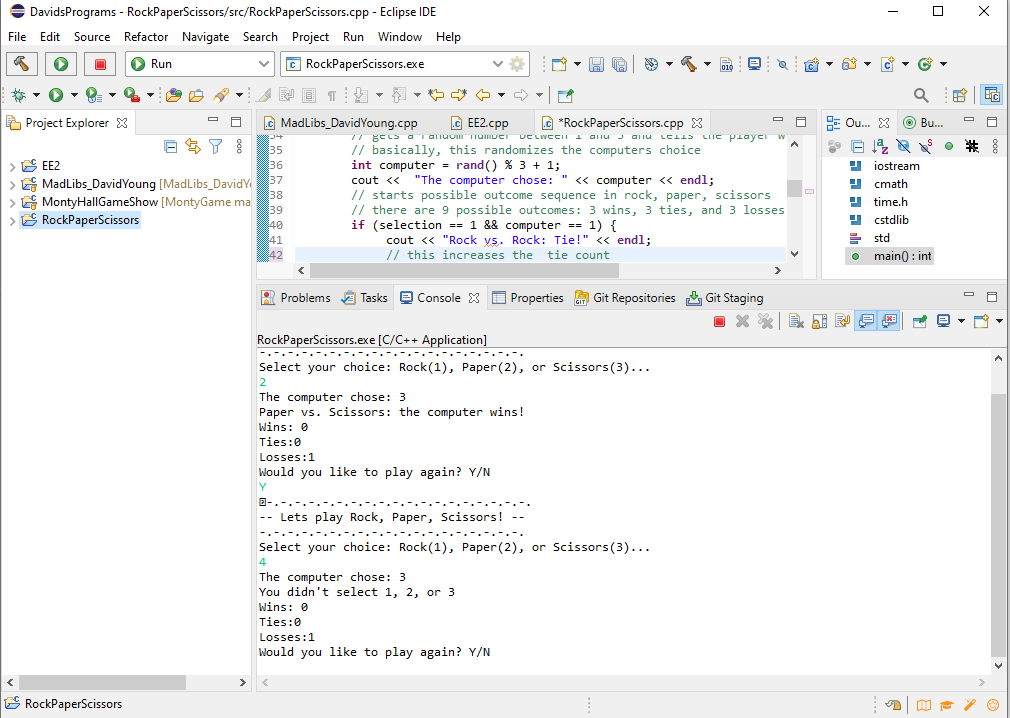 DavidsPrograms - RockPaperScissors/src/RockPaperScissors.cpp - Eclipse IDE
File Edit Source Refactor Navigate Search Project Run Window Help
Run
RockPaperScissors.exe
Project Explorer
EE2
MadLibs_DavidYoung [MadLibs_DavidY
MontyHallGameShow [MontyGame ma
RockPaperScissors
MadLibs_DavidYoung.cpp EE2.cpp *RockPaperScissors.cpp
34 // gets a random number between 1 and 3 and tells the player w
35 // basically, this randomizes the computers choice
36 int computer = rand() % 3 + 1;
37 cout << "The computer chose: " << computer << endl;
38 // starts possible outcome sequence in rock, paper, scissors
39 // there are 9 possible outcomes: 3 wins, 3 ties, and 3 losses
40 if (selection == 1 && computer == 1) {
41 cout << "Rock vs. Rock: Tie!" << endl;
42 // this increases the  tie count
Ou... Bu...
iostream
cmath
time.h
cstdlib
std
main() : int
Problems Tasks Console Properties Git Repositories Git Staging
RockPaperScissors.exe [C/C++ Application]
-.-.-.-.-.-.-.-.-.-.-.-.-.-.-.-.-.-.-.
Select your choice: Rock(1), Paper(2), or Scissors(3)...
2
The computer chose: 3
Paper vs. Scissors: the computer wins!
Wins: 0
Ties:0
Losses:1
Would you like to play again? Y/N
Y
-.-.-.-.-.-.-.-.-.-.-.-.-.-.-.-.-.-.-.
-- Lets play Rock, Paper, Scissors! --
-.-.-.-.-.-.-.-.-.-.-.-.-.-.-.-.-.-.-.
Select your choice: Rock(1), Paper(2), or Scissors(3)...
4
The computer chose: 3
You didn't select 1, 2, or 3
Wins: 0
Ties:0
Losses:1
Would you like to play again? Y/N
RockPaperScissors